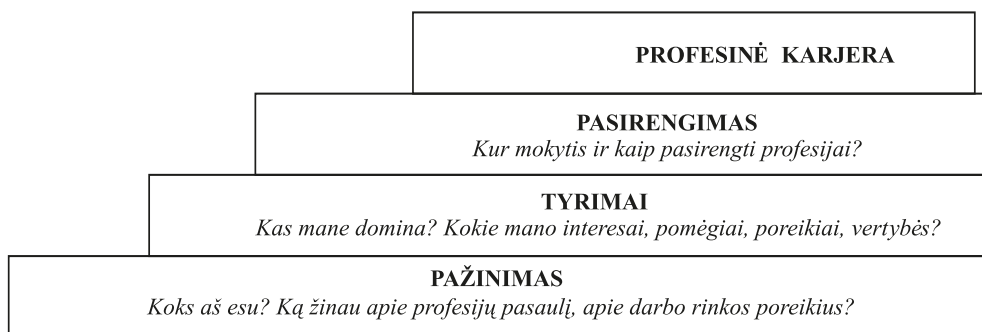 PROFESINĖ KARJERA
PASIRENGIMAS
Kur mokytis ir kaip pasirengti profesijai?
TYRIMAI
Kas mane domina? Kokie mano interesai, pomėgiai, poreikiai, vertybės?
PAŽINIMAS
Koks aš esu? Ką žinau apie profesijų pasaulį, apie darbo rinkos poreikius?